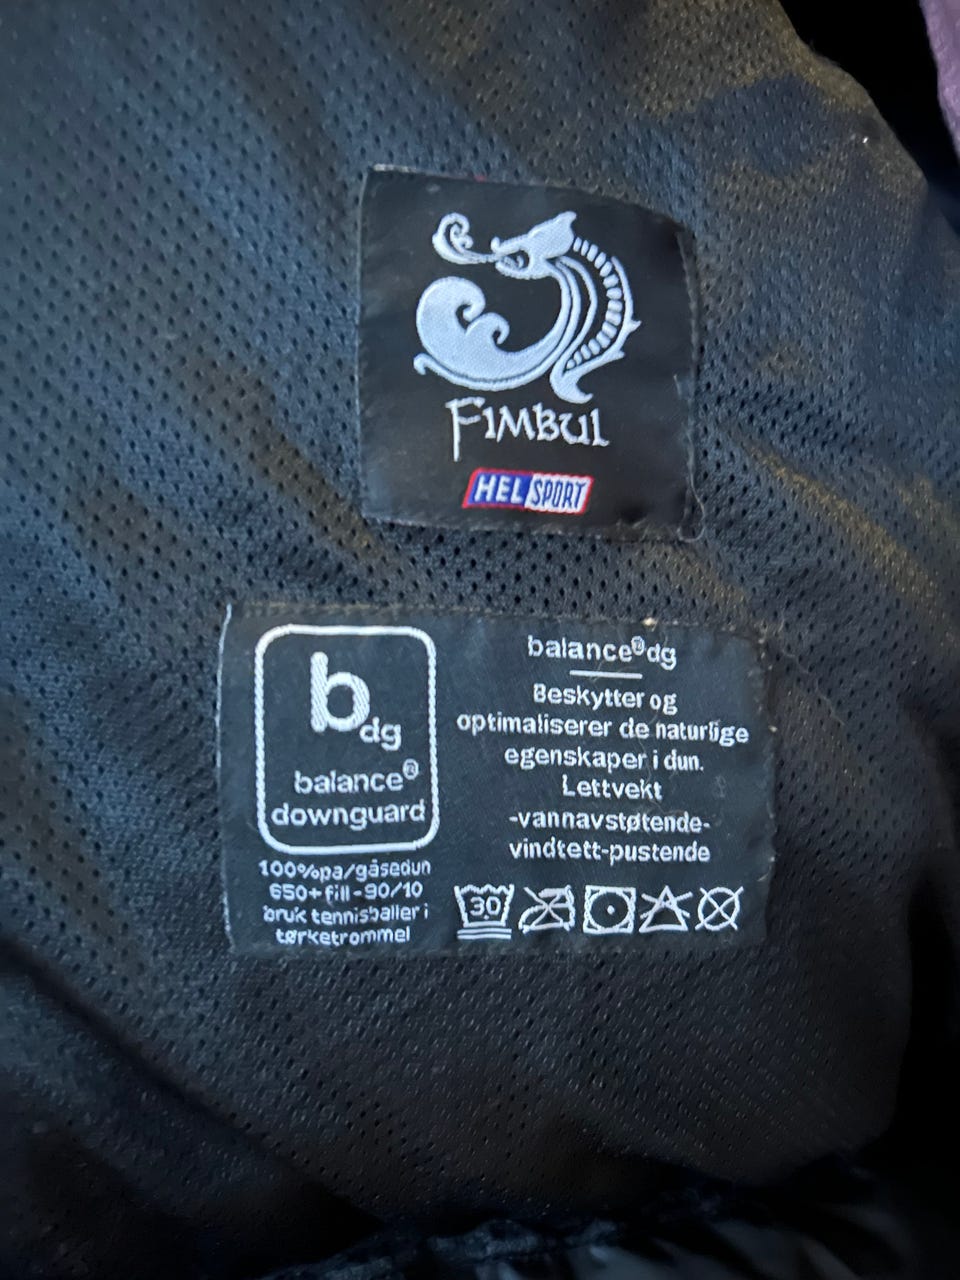 FIMBUL
HELSPORT
b
dg
balance®
downguard
100%pa/gåsedun
650+ fill - 90/10
bruk tennisballer i
tørketrommel
balance®dg
Beskytter og
optimaliserer de naturlige
egenskaper i dun.
Lettvekt
-vannavstøtende-
vindtett-pustende
30